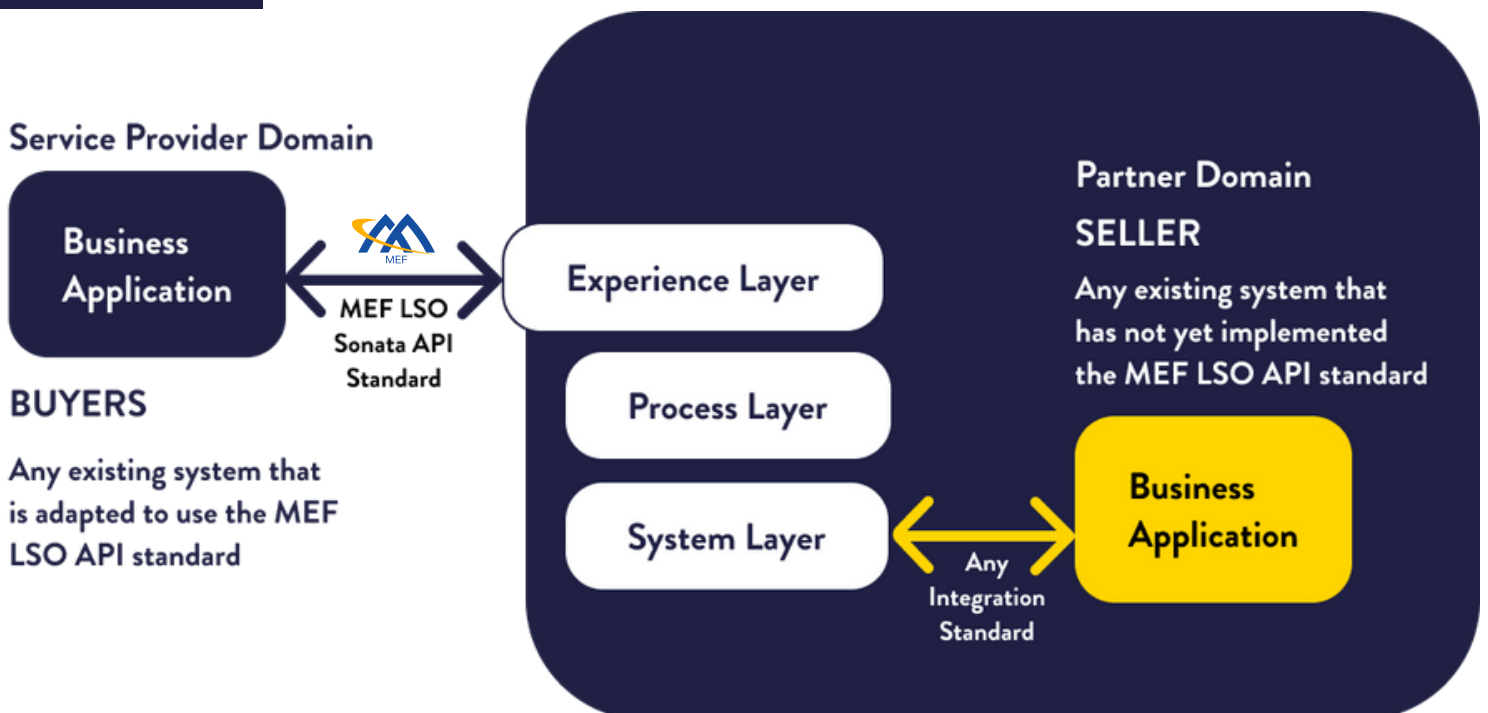 Service Provider Domain
Business
Application
MEF
MEF LSO
Sonata API
Standard
BUYERS
Any existing system that
is adapted to use the MEF
LSO API standard
Experience Layer
Process Layer
System Layer
Any
Integration
Standard
Partner Domain
SELLER
Any existing system that
has not yet implemented
the MEF LSO API standard
Business
Application